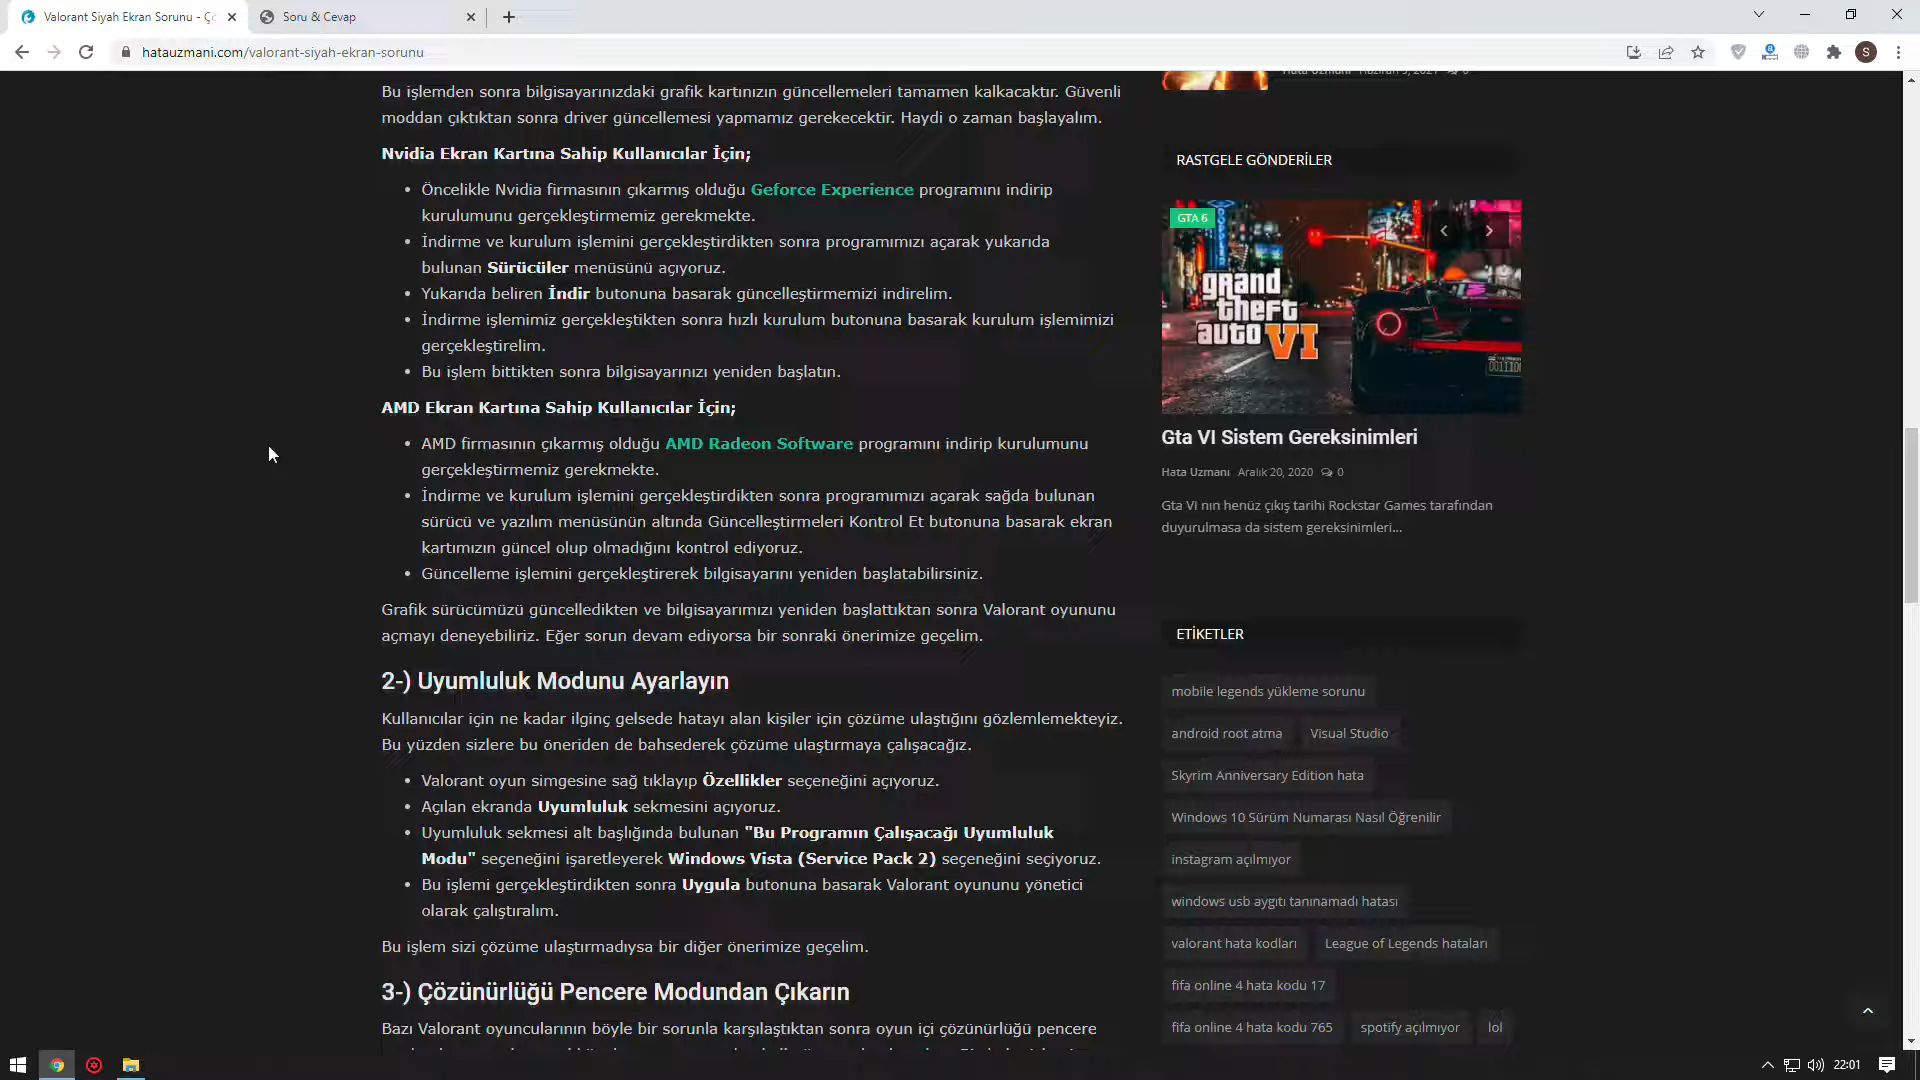 Valorant Siyah Ekran Sorunu - Ç
Soru & Cevap
hatauzmani.com/valorant-siyah-ekran-sorunu
S
Bu işlemden sonra bilgisayarınızdaki grafik kartınızın güncellemeleri tamamen kalkacaktır. Güvenli
moddan çıktıktan sonra driver güncellemesi yapmamız gerekecektir. Haydi o zaman başlayalım.
Nvidia Ekran Kartına Sahip Kullanıcılar İçin;
• Öncelikle Nvidia firmasının çıkarmış olduğu Geforce Experience programını indirip
kurulumunu gerçekleştirmemiz gerekmekte.
• İndirme ve kurulum işlemini gerçekleştirdikten sonra programımızı açarak yukarıda
bulunan Sürücüler menüsünü açıyoruz.
• Yukarıda beliren İndir butonuna basarak güncelleştirmemizi indirelim.
• İndirme işlemimiz gerçekleştikten sonra hızlı kurulum butonuna basarak kurulum işlemimizi
gerçekleştirelim.
• Bu işlem bittikten sonra bilgisayarınızı yeniden başlatın.
AMD Ekran Kartına Sahip Kullanıcılar İçin;
• AMD firmasının çıkarmış olduğu AMD Radeon Software programını indirip kurulumunu
gerçekleştirmemiz gerekmekte.
• İndirme ve kurulum işlemini gerçekleştirdikten sonra programımızı açarak sağda bulunan
sürücü ve yazılım menüsünün altında Güncelleştirmeleri Kontrol Et butonuna basarak ekran
kartımızın güncel olup olmadığını kontrol ediyoruz.
• Güncelleme işlemini gerçekleştirerek bilgisayarını yeniden başlatabilirsiniz.
Grafik sürücümüzü güncelledikten ve bilgisayarımızı yeniden başlattıktan sonra Valorant oyununu
açmayı deneyebiliriz. Eğer sorun devam ediyorsa bir sonraki önerimize geçelim.
2-) Uyumluluk Modunu Ayarlayın
Kullanıcılar için ne kadar ilginç gelsede hatayı alan kişiler için çözüme ulaştığını gözlemlemekteyiz.
Bu yüzden sizlere bu öneriden de bahsederek çözüme ulaştırmaya çalışacağız.
• Valorant oyun simgesine sağ tıklayıp Özellikler seçeneğini açıyoruz.
• Açılan ekranda Uyumluluk sekmesini açıyoruz.
• Uyumluluk sekmesi alt başlığında bulunan "Bu Programın Çalışacağı Uyumluluk
Modu" seçeneğini işaretleyerek Windows Vista (Service Pack 2) seçeneğini seçiyoruz.
• Bu işlemi gerçekleştirdikten sonra Uygula butonuna basarak Valorant oyununu yönetici
olarak çalıştıralım.
Bu işlem sizi çözüme ulaştırmadıysa bir diğer önerimize geçelim.
3-) Çözünürlüğü Pencere Modundan Çıkarın
Bazı Valorant oyuncularının böyle bir sorunla karşılaştıktan sonra oyun içi çözünürlüğü pencere
Hata Uzmanı Haziran 9, 2021 0
RASTGELE GÖNDERİLER
GTA 6
grand
theft
auto VI
Gta VI Sistem Gereksinimleri
Hata Uzmanı Aralık 20, 2020 0
Gta VI nın henüz çıkış tarihi Rockstar Games tarafından
duyurulmasa da sistem gereksinimleri...
ETİKETLER
mobile legends yükleme sorunu
android root atma Visual Studio
Skyrim Anniversary Edition hata
Windows 10 Sürüm Numarası Nasıl Öğrenilir
instagram açılmıyor
windows usb aygıtı tanınamadı hatası
valorant hata kodları League of Legends hataları
fifa online 4 hata kodu 17
fifa online 4 hata kodu 765 spotify açılmıyor lol
22:01